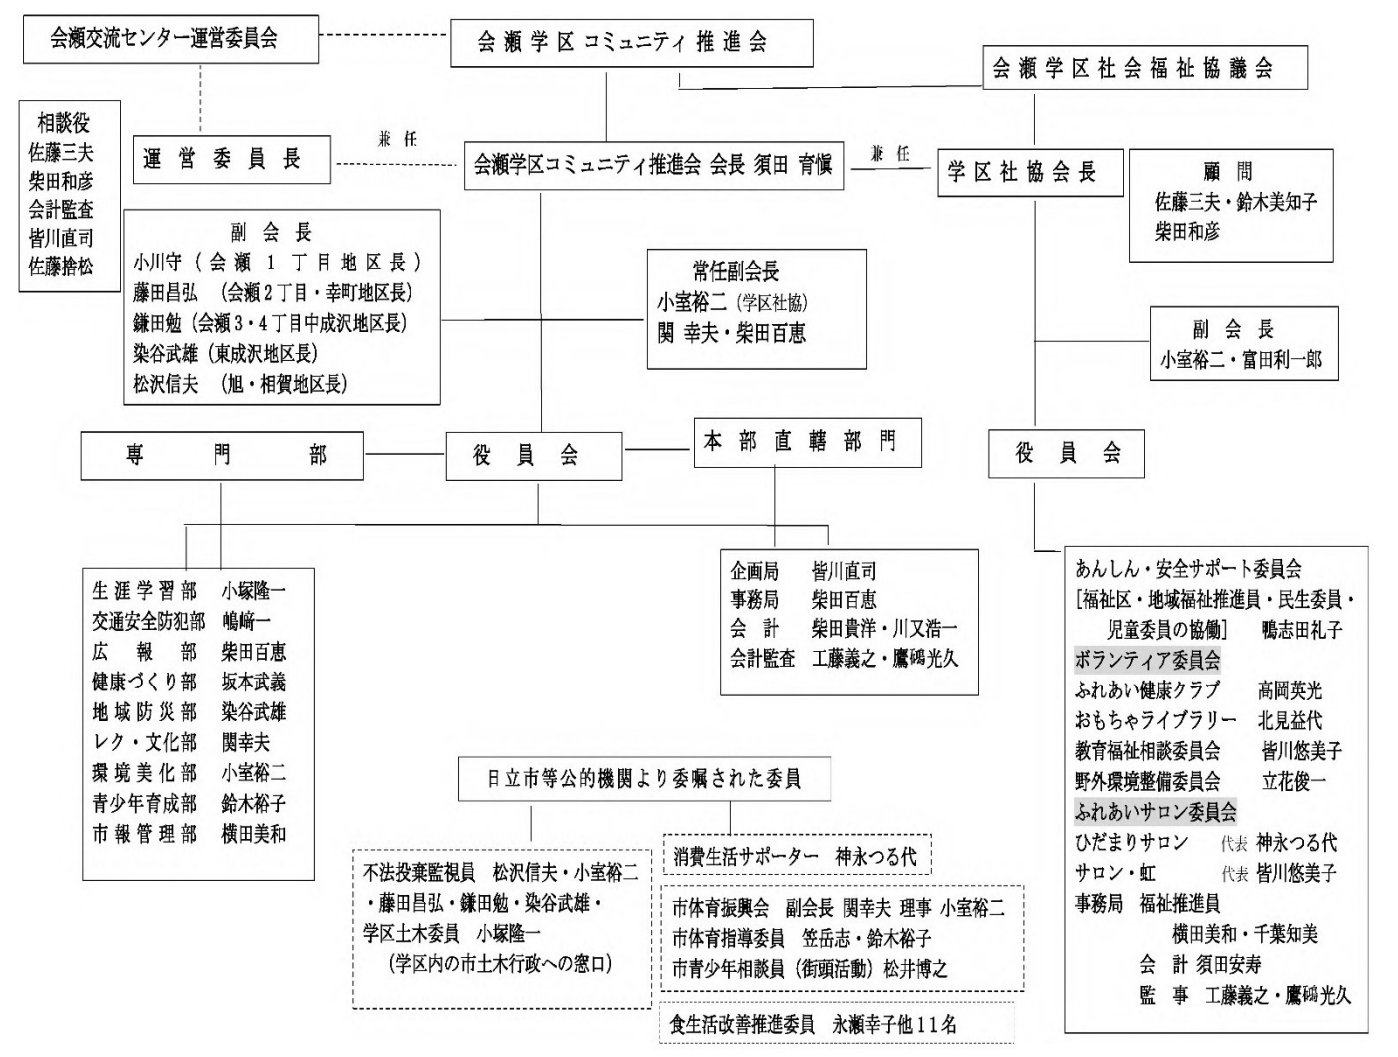 会瀬交流センター運営委員会
会瀬学区コミュニティ推進会
会瀬学区社会福祉協議会
相談役
佐藤三夫
柴田和彦
会計監査
皆川直司
佐藤捨松
運営委員長
兼任
会瀬学区コミュニティ推進会 会長 須田 育愼
兼任
学区社協会長
顧問
佐藤三夫・鈴木美知子
柴田和彦
副会長
小川守(会瀬1丁目地区長)
藤田昌弘 (会瀬2丁目・幸町地区長)
鎌田勉(会瀬3・4丁目中成沢地区長)
染谷武雄(東成沢地区長)
松沢信夫 (旭・相賀地区長)
常任副会長
小室裕二(学区社協)
関 幸夫・柴田百恵
副会長
小室裕二・富田利一郎
専門部
役員会
本部直轄部門
役員会
生涯学習部 小塚隆一
交通安全防犯部 嶋﨑一
広報部 柴田百恵
健康づくり部 坂本武義
地域防災部 染谷武雄
レク・文化部 関幸夫
環境美化部 小室裕二
青少年育成部 鈴木裕子
市報管理部 横田美和
企画局 皆川直司
事務局 柴田百恵
会計 柴田貴洋・川又浩一
会計監査 工藤義之・鷹鴟光久
あんしん・安全サポート委員会
[福祉区・地域福祉推進員・民生委員・
児童委員の協働] 鴨志田礼子
ボランティア委員会
ふれあい健康クラブ 高岡英光
おもちゃライブラリー 北見益代
教育福祉相談委員会 皆川悠美子
野外環境整備委員会 立花俊一
ふれあいサロン委員会
ひだまりサロン 代表 神永つる代
サロン・虹 代表 皆川悠美子
事務局 福祉推進員
横田美和・千葉知美
会計 須田安寿
監事 工藤義之・鷹鴟光久
日立市等公的機関より委嘱された委員
不法投棄監視員 松沢信夫・小室裕二
・藤田昌弘・鎌田勉・染谷武雄・
学区土木委員 小塚隆一
(学区内の市土木行政への窓口)
消費生活サポーター 神永つる代
市体育振興会 副会長 関幸夫 理事 小室裕二
市体育指導委員 笠岳志・鈴木裕子
市青少年相談員(街頭活動)松井博之
食生活改善推進委員 永瀬幸子他11名